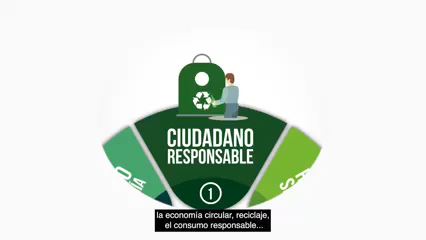 CIUDADANO
RESPONSABLE
1
la economía circular, reciclaje,
el consumo responsable...